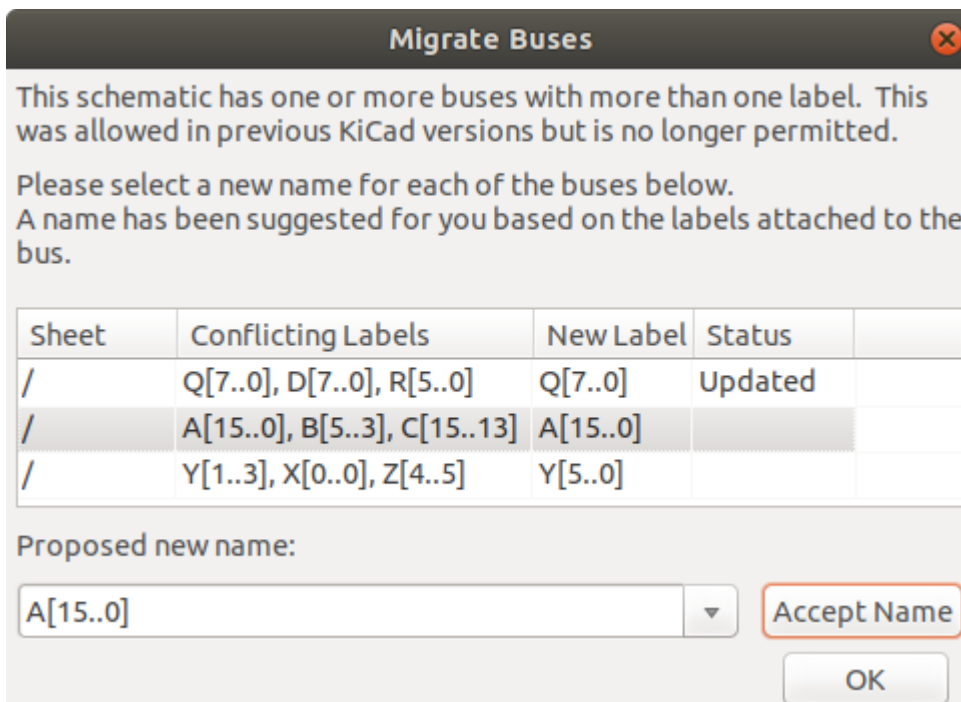 Migrate Buses
This schematic has one or more buses with more than one label.  This
was allowed in previous KiCad versions but is no longer permitted.
Please select a new name for each of the buses below.
A name has been suggested for you based on the labels attached to the
bus.
Sheet Conflicting Labels New Label Status
/ Q[7..0], D[7..0], R[5..0] Q[7..0] Updated
/ A[15..0], B[5..3], C[15..13] A[15..0]
/ Y[1..3], X[0..0], Z[4..5] Y[5..0]
Proposed new name:
A[15..0] Accept Name
OK